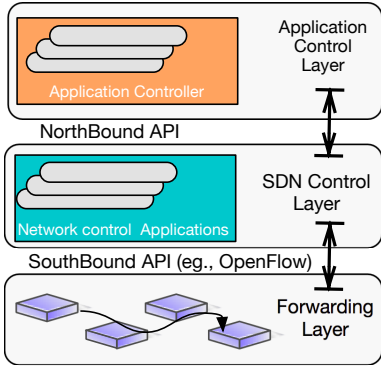 Application
Control
Layer
Application Controller
NorthBound API
SDN Control
Layer
Network control Applications
SouthBound API (eg., OpenFlow)
Forwarding
Layer